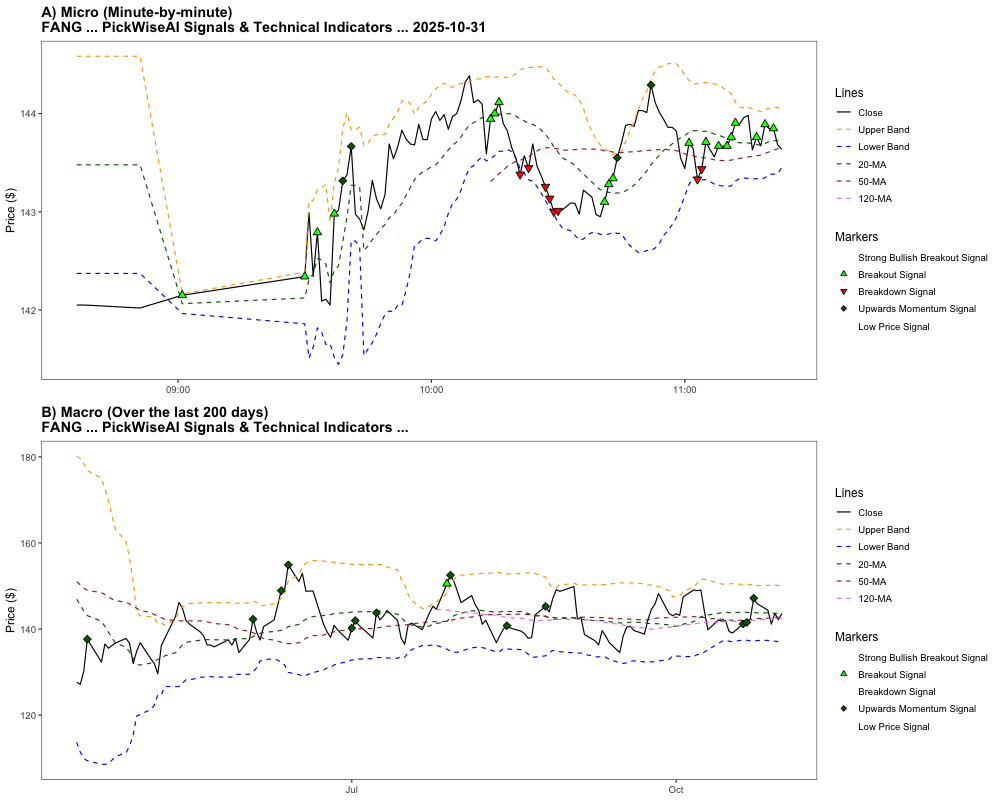 A) Micro (Minute-by-minute)
FANG ... PickWiseAI Signals & Technical Indicators ... 2025-10-31
Price ($)
144
143
142
09:00
10:00
11:00
Lines
Close
Upper Band
Lower Band
20-MA
50-MA
120-MA
Markers
Strong Bullish Breakout Signal
Breakout Signal
Breakdown Signal
Upwards Momentum Signal
Low Price Signal
B) Macro (Over the last 200 days)
FANG ... PickWiseAI Signals & Technical Indicators ...
Price ($)
180
160
140
120
Jul
Oct
Lines
Close
Upper Band
Lower Band
20-MA
50-MA
120-MA
Markers
Strong Bullish Breakout Signal
Breakout Signal
Breakdown Signal
Upwards Momentum Signal
Low Price Signal